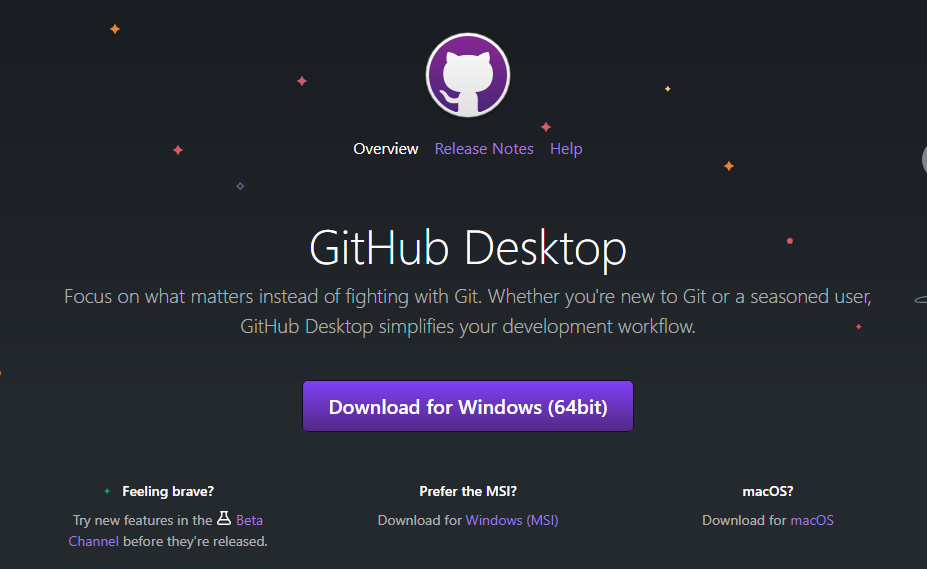 Overview Release Notes Help
GitHub Desktop
Focus on what matters instead of fighting with Git. Whether you're new to Git or a seasoned user,
GitHub Desktop simplifies your development workflow.
Download for Windows (64bit)
Feeling brave?
Try new features in the Beta
Channel before they're released.
Prefer the MSI?
Download for Windows (MSI)
macOS?
Download for macOS